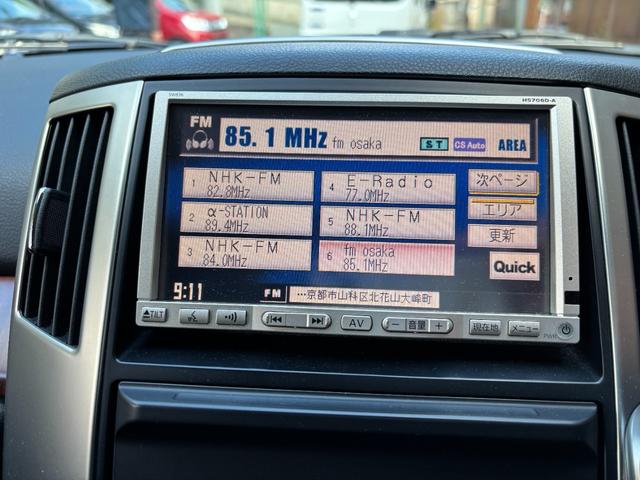 HS706D-A
FM
85.1 MHz fm osaka
ST
CS Auto
AREA
1 NHK-FM
82.8MHz
4 E-Radio
77.0MHz
次ページ
2 α-STATION
89.4MHz
5 NHK-FM
88.1MHz
エリア
3 NHK-FM
84.0MHz
6 fm osaka
85.1MHz
更新
Quick
9:11
FM
…京都市山科区北花山大峰町
▲TILT
AV
− 音量 +
現在地
メニュー
PWR